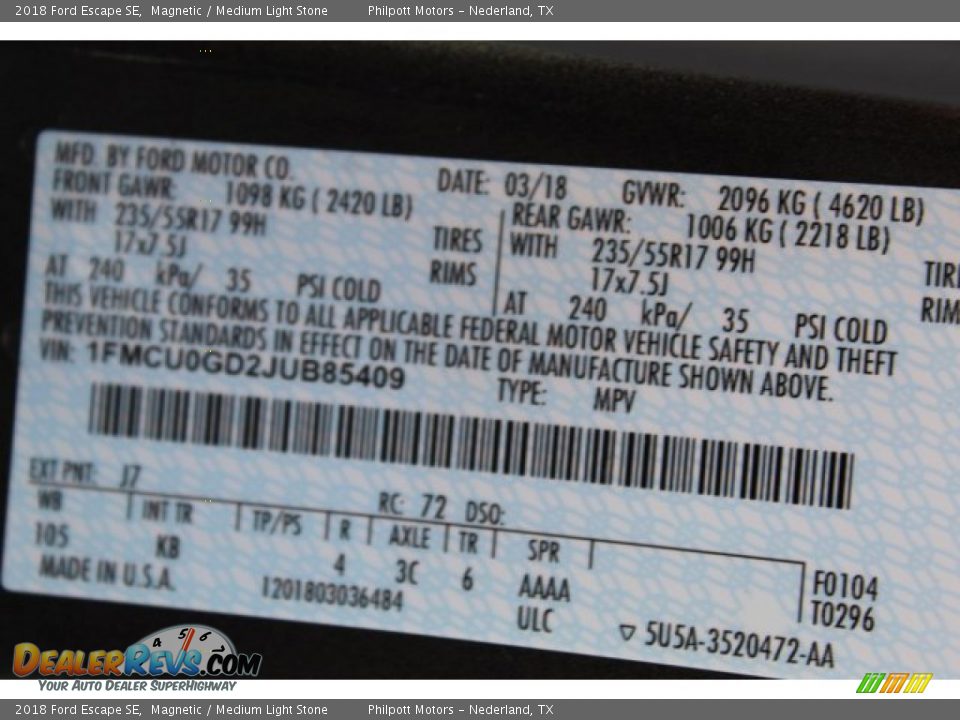 2018 Ford Escape SE, Magnetic / Medium Light Stone Philpott Motors - Nederland, TX
MFD. BY FORD MOTOR CO.
DATE: 03/18 GVWR: 2096 KG ( 4620 LB)
FRONT GAWR: 1098 KG ( 2420 LB)
WITH 235/55R17 99H TIRES
17x7.5J RIMS
AT 240 kPa/ 35 PSI COLD
REAR GAWR: 1006 KG ( 2218 LB)
WITH 235/55R17 99H TIRE
17x7.5J RIM
AT 240 kPa/ 35 PSI COLD
THIS VEHICLE CONFORMS TO ALL APPLICABLE FEDERAL MOTOR VEHICLE SAFETY AND THEFT
PREVENTION STANDARDS IN EFFECT ON THE DATE OF MANUFACTURE SHOWN ABOVE.
VIN: 1FMCU0GD2JUB85409 TYPE: MPV
EXT PNT: J7 RC: 72 DSO:
WB INT TR TP/PS R AXLE TR SPR
105 KB 4 3C 6 AAAA F0104
MADE IN U.S.A. 1201803036484 ULC T0296
▽ 5U5A-3520472-AA
DEALERREVS.COM
4 5 6
YOUR AUTO DEALER SUPERHIGHWAY
2018 Ford Escape SE, Magnetic / Medium Light Stone Philpott Motors - Nederland, TX